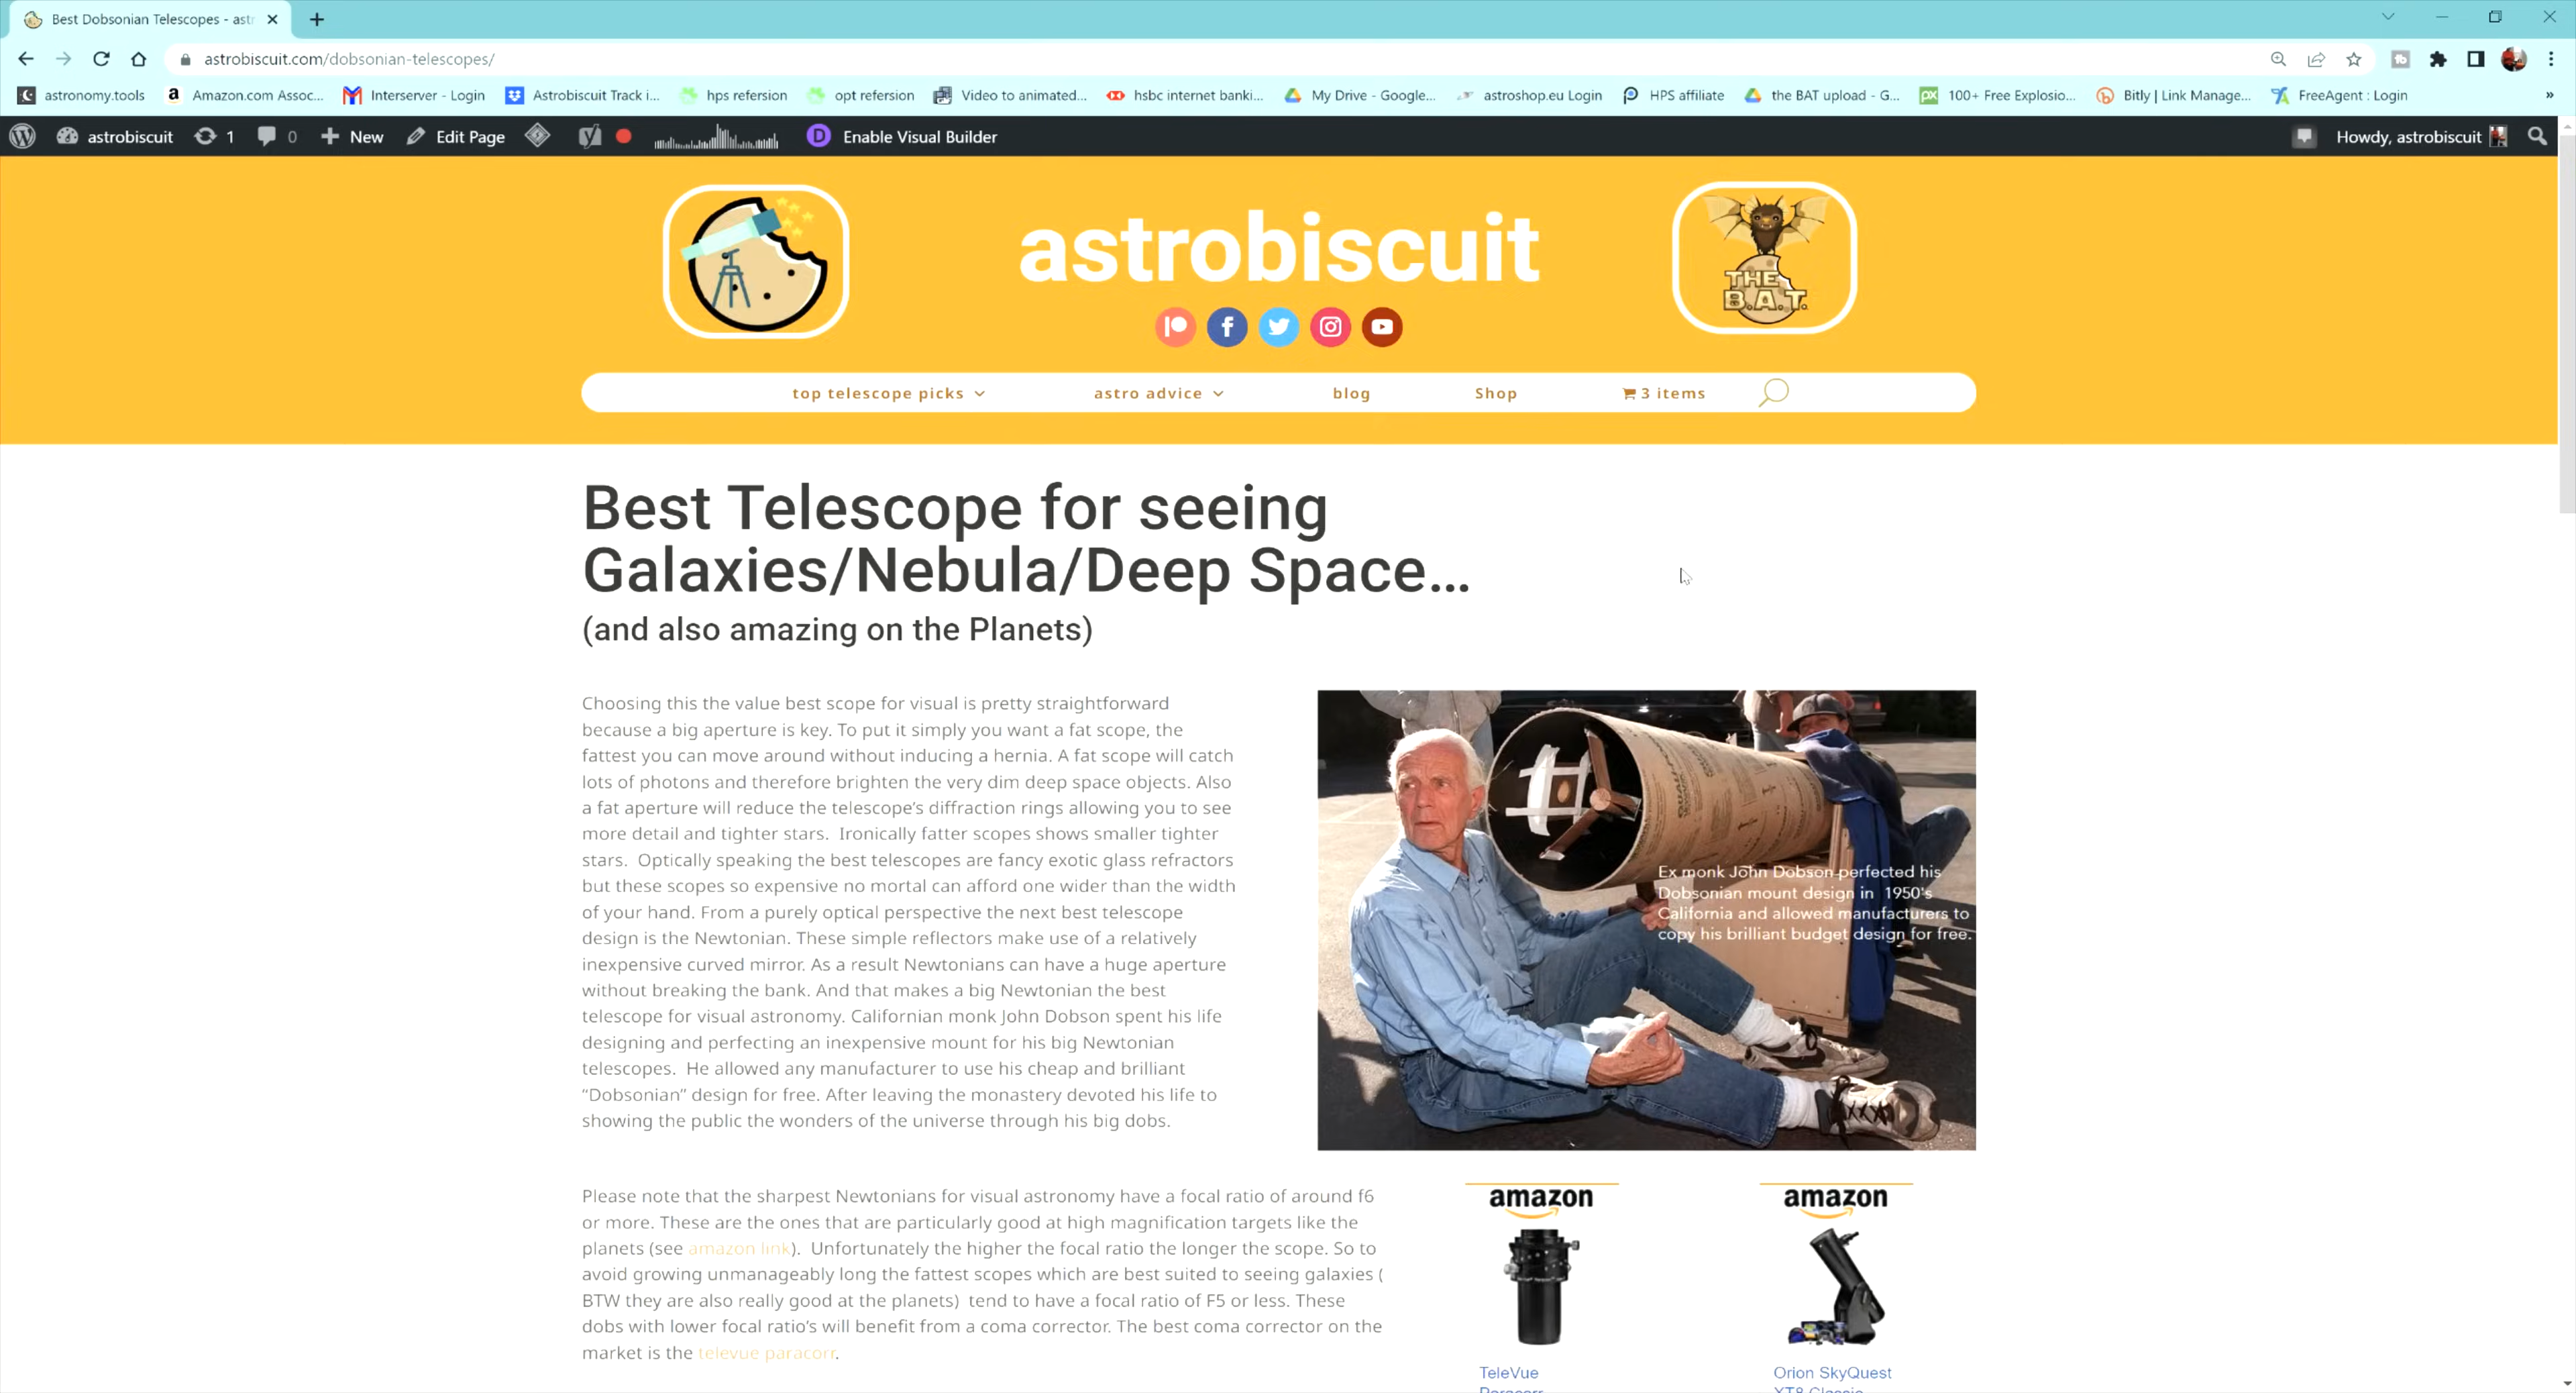 Best Dobsonian Telescopes - ast
astrobiscuit.com/dobsonian-telescopes/
astronomy.tools
Amazon.com Assoc...
Interserver - Login
Astrobiscuit Track i...
hps refersion
opt refersion
Video to animated...
hsbc internet banki...
My Drive - Google...
astroshop.eu Login
HPS affiliate
the BAT upload - G...
100+ Free Explosio...
Bitly | Link Manage...
FreeAgent : Login
»
astrobiscuit
1
0
New
Edit Page
D
Enable Visual Builder
Howdy, astrobiscuit
astrobiscuit
THE
B.A.T.
top telescope picks
astro advice
blog
Shop
3 items
Best Telescope for seeing
Galaxies/Nebula/Deep Space...
(and also amazing on the Planets)
Choosing this the value best scope for visual is pretty straightforward
because a big aperture is key. To put it simply you want a fat scope, the
fattest you can move around without inducing a hernia. A fat scope will catch
lots of photons and therefore brighten the very dim deep space objects. Also
a fat aperture will reduce the telescope's diffraction rings allowing you to see
more detail and tighter stars.  Ironically fatter scopes shows smaller tighter
stars.  Optically speaking the best telescopes are fancy exotic glass refractors
but these scopes so expensive no mortal can afford one wider than the width
of your hand. From a purely optical perspective the next best telescope
design is the Newtonian. These simple reflectors make use of a relatively
inexpensive curved mirror. As a result Newtonians can have a huge aperture
without breaking the bank. And that makes a big Newtonian the best
telescope for visual astronomy. Californian monk John Dobson spent his life
designing and perfecting an inexpensive mount for his big Newtonian
telescopes.  He allowed any manufacturer to use his cheap and brilliant
“Dobsonian” design for free. After leaving the monastery devoted his life to
showing the public the wonders of the universe through his big dobs.
Ex monk John Dobson perfected his
Dobsonian mount design in  1950's
California and allowed manufacturers to
copy his brilliant budget design for free.
Please note that the sharpest Newtonians for visual astronomy have a focal ratio of around f6
or more. These are the ones that are particularly good at high magnification targets like the
planets (see amazon link).  Unfortunately the higher the focal ratio the longer the scope. So to
avoid growing unmanageably long the fattest scopes which are best suited to seeing galaxies (
BTW they are also really good at the planets)  tend to have a focal ratio of F5 or less. These
dobs with lower focal ratio's will benefit from a coma corrector. The best coma corrector on the
market is the televue paracorr.
amazon
TeleVue
Paracorr
amazon
Orion SkyQuest
XT8 Classic